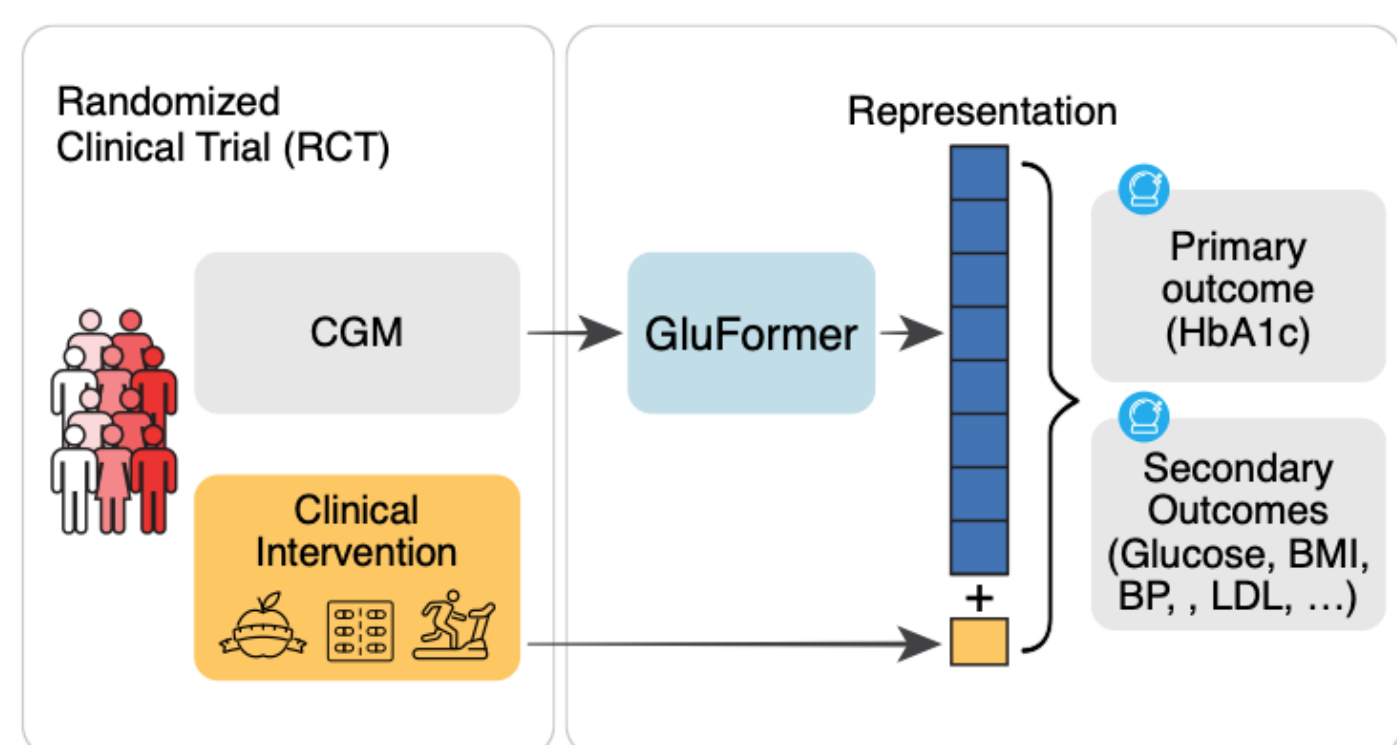 Randomized
Clinical Trial (RCT)
CGM
Clinical
Intervention
GluFormer
Representation
+
Primary
outcome
(HbA1c)
Secondary
Outcomes
(Glucose, BMI,
BP, , LDL, ...)